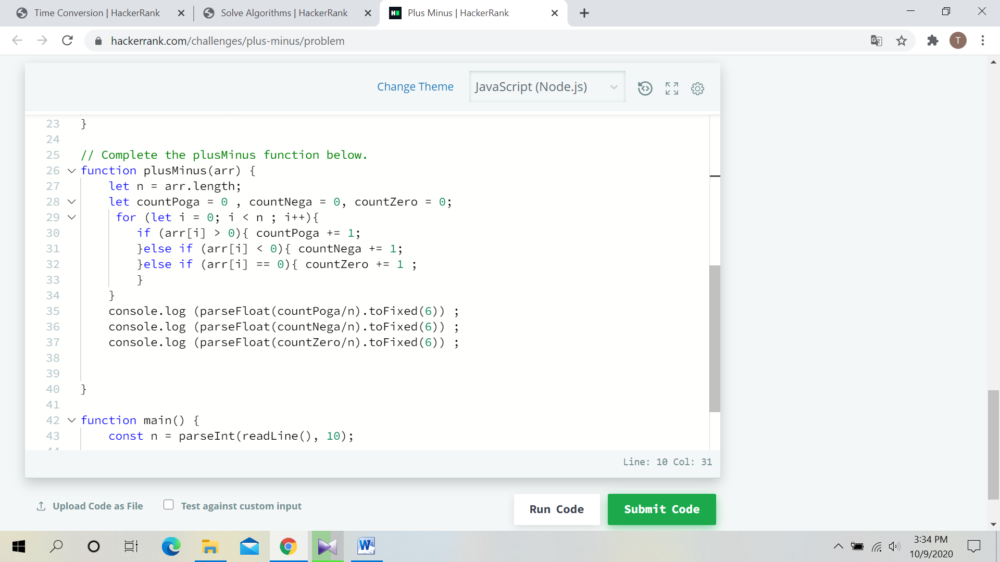 Time Conversion | HackerRank
Solve Algorithms | HackerRank
Plus Minus | HackerRank
hackerrank.com/challenges/plus-minus/problem
T
Change Theme
JavaScript (Node.js)
23 }
24
25 // Complete the plusMinus function below.
26 function plusMinus(arr) {
27 let n = arr.length;
28 let countPoga = 0 , countNega = 0, countZero = 0;
29 for (let i = 0; i < n ; i++){
30 if (arr[i] > 0){ countPoga += 1;
31 }else if (arr[i] < 0){ countNega += 1;
32 }else if (arr[i] == 0){ countZero += 1 ;
33 }
34 }
35 console.log (parseFloat(countPoga/n).toFixed(6)) ;
36 console.log (parseFloat(countNega/n).toFixed(6)) ;
37 console.log (parseFloat(countZero/n).toFixed(6)) ;
38
39
40 }
41
42 function main() {
43 const n = parseInt(readLine(), 10);
Line: 10 Col: 31
Upload Code as File
Test against custom input
Run Code
Submit Code
3:34 PM
10/9/2020